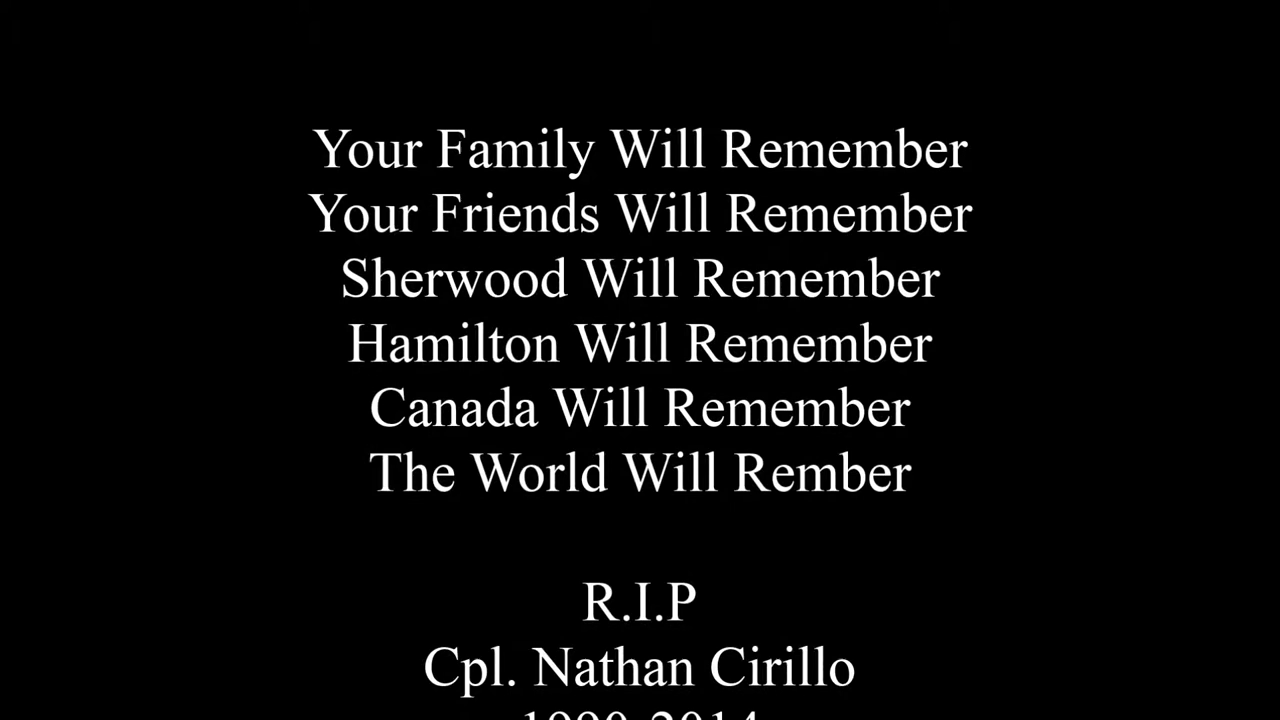 Your Family Will Remember
Your Friends Will Remember
Sherwood Will Remember
Hamilton Will Remember
Canada Will Remember
The World Will Rember
R.I.P
Cpl. Nathan Cirillo
1990-2014